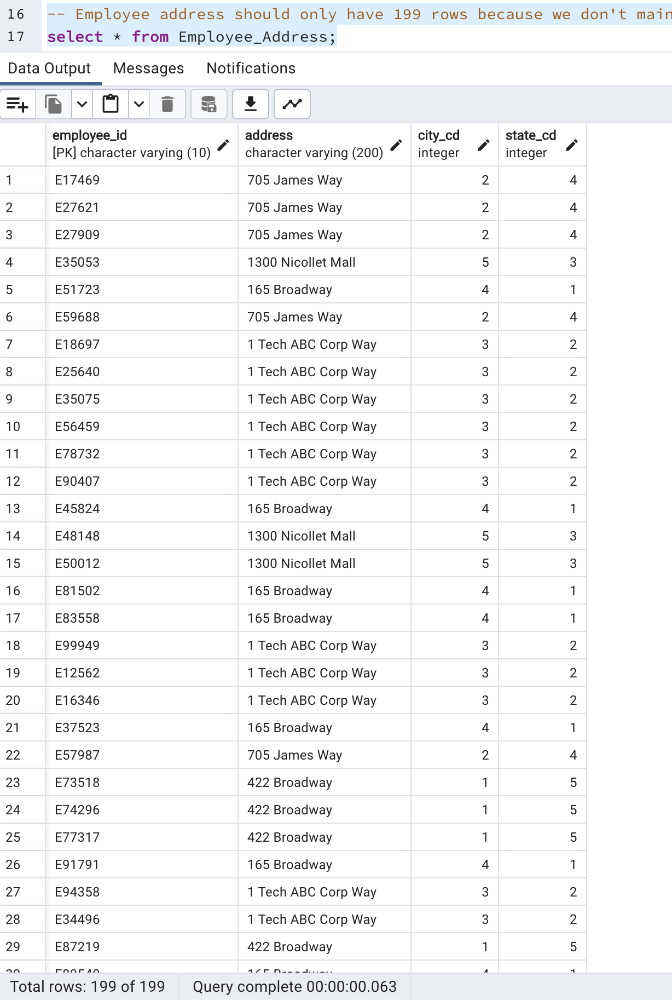 16 -- Employee address should only have 199 rows because we don't
17 select * from Employee_Address;
Data Output Messages Notifications
employee_id address city_cd state_cd
[PK] character varying (10) character varying (200) integer integer
1 E17469 705 James Way 2 4
2 E27621 705 James Way 2 4
3 E27909 705 James Way 2 4
4 E35053 1300 Nicollet Mall 5 3
5 E51723 165 Broadway 4 1
6 E59688 705 James Way 2 4
7 E18697 1 Tech ABC Corp Way 3 2
8 E25640 1 Tech ABC Corp Way 3 2
9 E35075 1 Tech ABC Corp Way 3 2
10 E56459 1 Tech ABC Corp Way 3 2
11 E78732 1 Tech ABC Corp Way 3 2
12 E90407 1 Tech ABC Corp Way 3 2
13 E45824 165 Broadway 4 1
14 E48148 1300 Nicollet Mall 5 3
15 E50012 1300 Nicollet Mall 5 3
16 E81502 165 Broadway 4 1
17 E83558 165 Broadway 4 1
18 E99949 1 Tech ABC Corp Way 3 2
19 E12562 1 Tech ABC Corp Way 3 2
20 E16346 1 Tech ABC Corp Way 3 2
21 E37523 165 Broadway 4 1
22 E57987 705 James Way 2 4
23 E73518 422 Broadway 1 5
24 E74296 422 Broadway 1 5
25 E77317 422 Broadway 1 5
26 E91791 165 Broadway 4 1
27 E94358 1 Tech ABC Corp Way 3 2
28 E34496 1 Tech ABC Corp Way 3 2
29 E87219 422 Broadway 1 5
Total rows: 199 of 199 Query complete 00:00:00.063